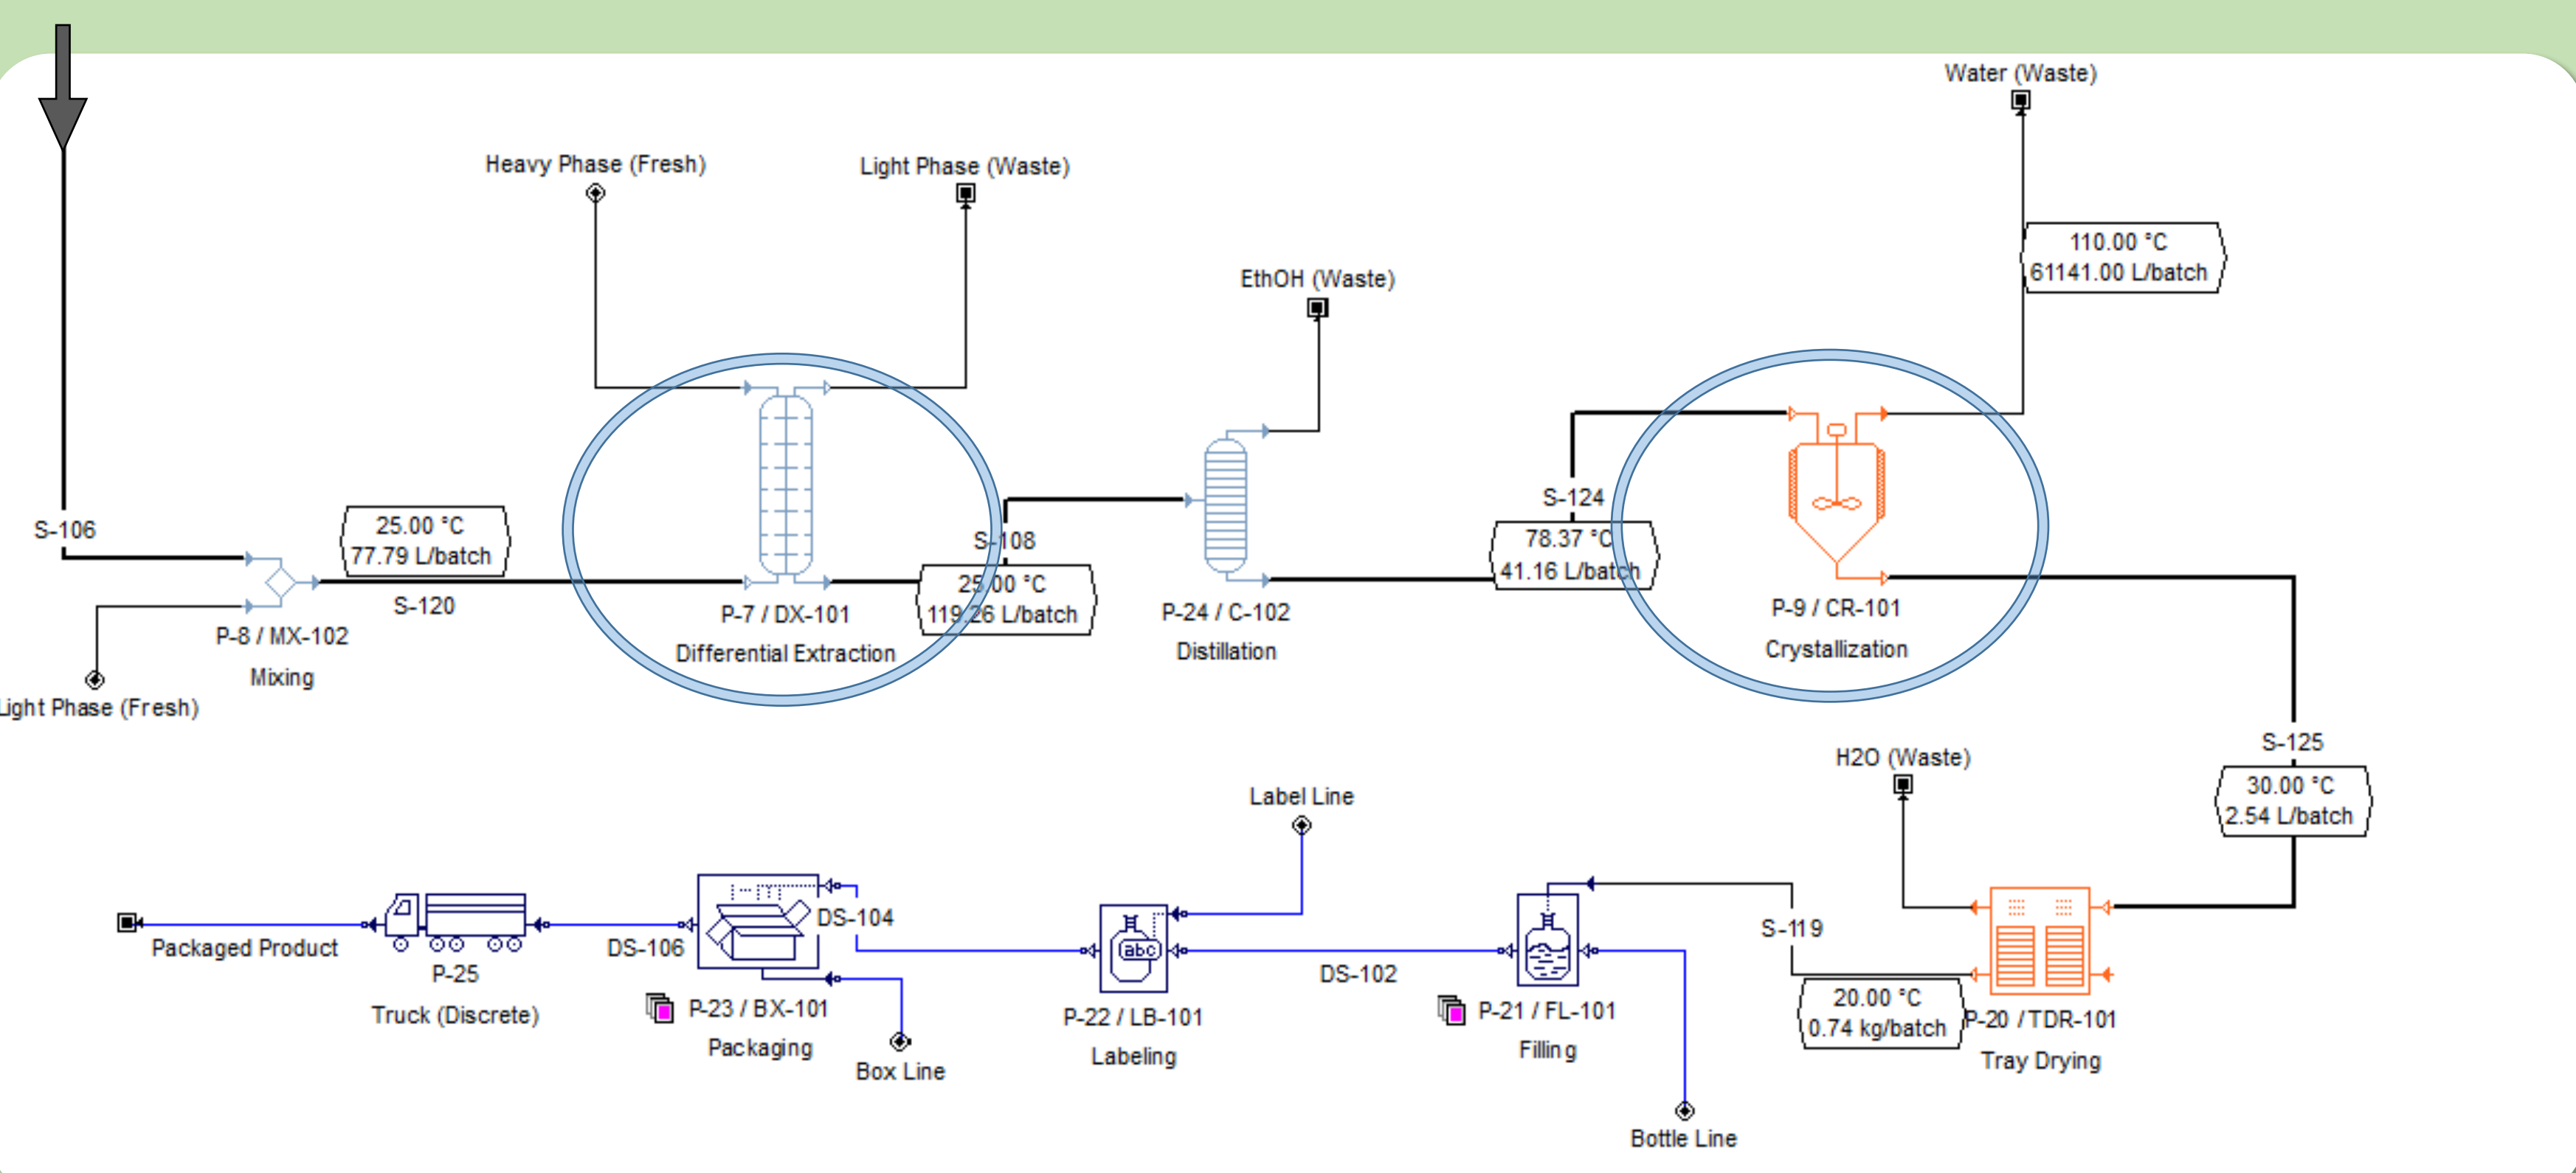 Water (Waste)
Heavy Phase (Fresh)
Light Phase (Waste)
110.00 °C
61141.00 L/batch
EthOH (Waste)
S-106
25.00 °C
77.79 L/batch
S-120
P-8 / MX-102
Mixing
Light Phase (Fresh)
P-7 / DX-101
Differential Extraction
S-108
25.00 °C
119.26 L/batch
P-24 / C-102
Distillation
S-124
78.37 °C
41.16 L/batch
P-9 / CR-101
Crystallization
S-125
30.00 °C
2.54 L/batch
H2O (Waste)
Label Line
S-119
20.00 °C
0.74 kg/batch
P-20 / TDR-101
Tray Drying
P-21 / FL-101
Filling
Bottle Line
DS-102
abc
P-22 / LB-101
Labeling
DS-104
P-23 / BX-101
Packaging
Box Line
DS-106
P-25
Truck (Discrete)
Packaged Product